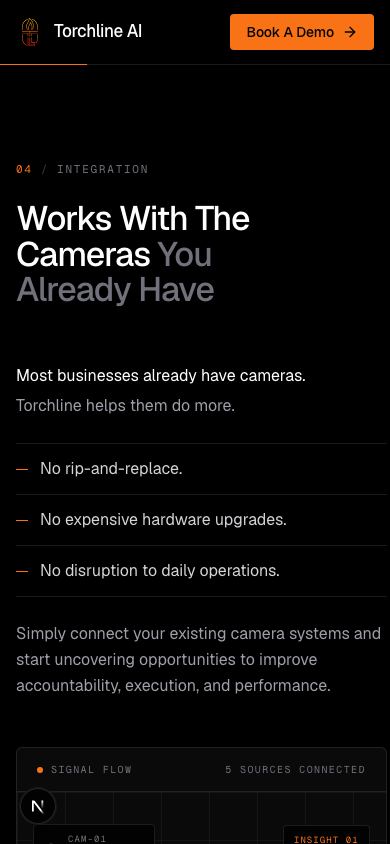 Torchline AI
Book A Demo →
04 / INTEGRATION
Works With The
Cameras You
Already Have
Most businesses already have cameras.
Torchline helps them do more.
— No rip-and-replace.
— No expensive hardware upgrades.
— No disruption to daily operations.
Simply connect your existing camera systems and
start uncovering opportunities to improve
accountability, execution, and performance.
SIGNAL FLOW 5 SOURCES CONNECTED
N
CAM-01 INSIGHT 01